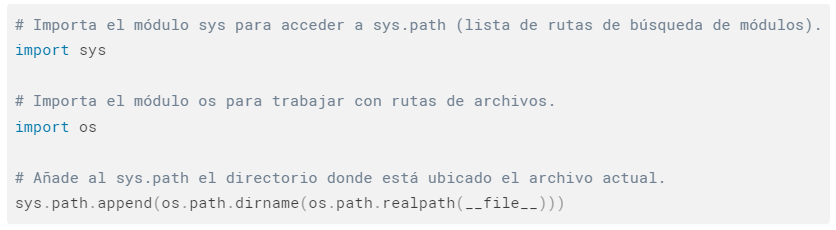 # Importa el módulo sys para acceder a sys.path (lista de rutas de búsqueda de módulos).
import sys
# Importa el módulo os para trabajar con rutas de archivos.
import os
# Añade al sys.path el directorio donde está ubicado el archivo actual.
sys.path.append(os.path.dirname(os.path.realpath(__file__)))